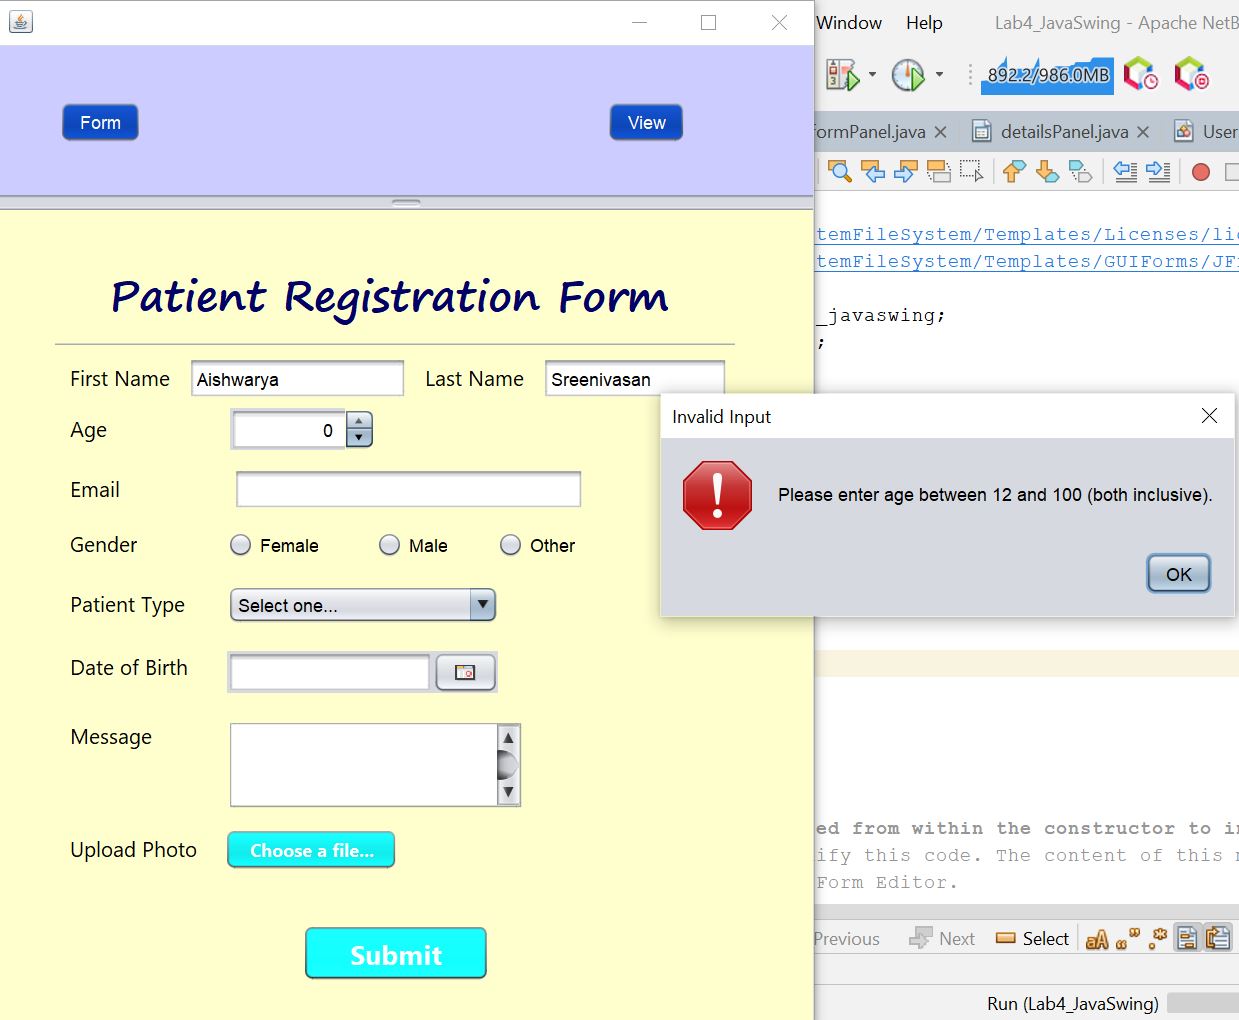 Window Help Lab4_JavaSwing - Apache NetB
Form
View
892.2/986.0MB
formPanel.java detailsPanel.java User
temFileSystem/Templates/Licenses/lic
temFileSystem/Templates/GUIForms/JF
_javaswing;
;
Patient Registration Form
First Name Aishwarya Last Name Sreenivasan
Age 0
Email
Gender Female Male Other
Patient Type Select one...
Date of Birth
Message
Upload Photo Choose a file...
Submit
Invalid Input
Please enter age between 12 and 100 (both inclusive).
OK
ed from within the constructor to in
ify this code. The content of this
Form Editor.
Previous Next Select
Run (Lab4_JavaSwing)